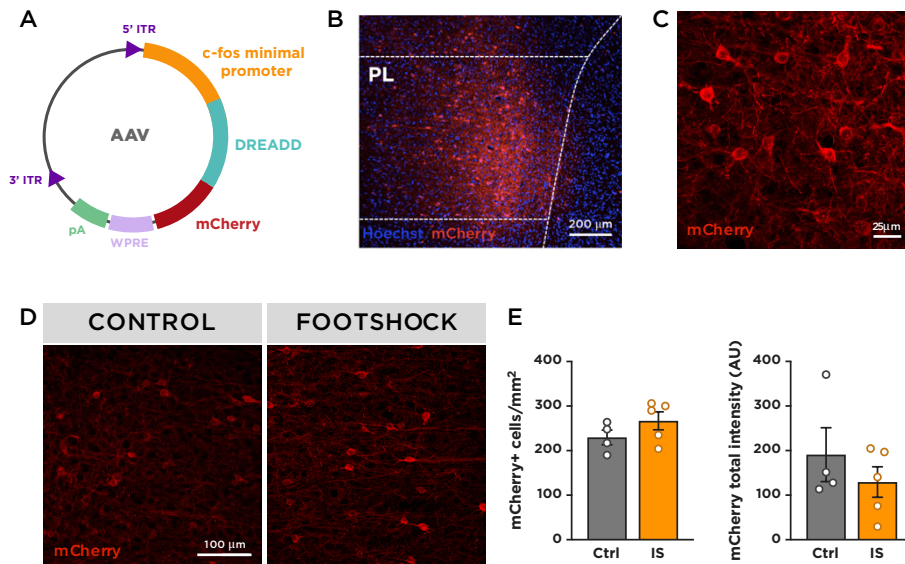 A
5' ITR
c-fos minimal
promoter
AAV
DREADD
3' ITR
mCherry
pA
WPRE
B
PL
Hoechst mCherry
200 μm
C
mCherry
25μm
D
CONTROL
FOOTSHOCK
mCherry
100 μm
E
mCherry+ cells/mm²
400
300
200
100
0
Ctrl
IS
mCherry total intensity (AU)
400
300
200
100
0
Ctrl
IS